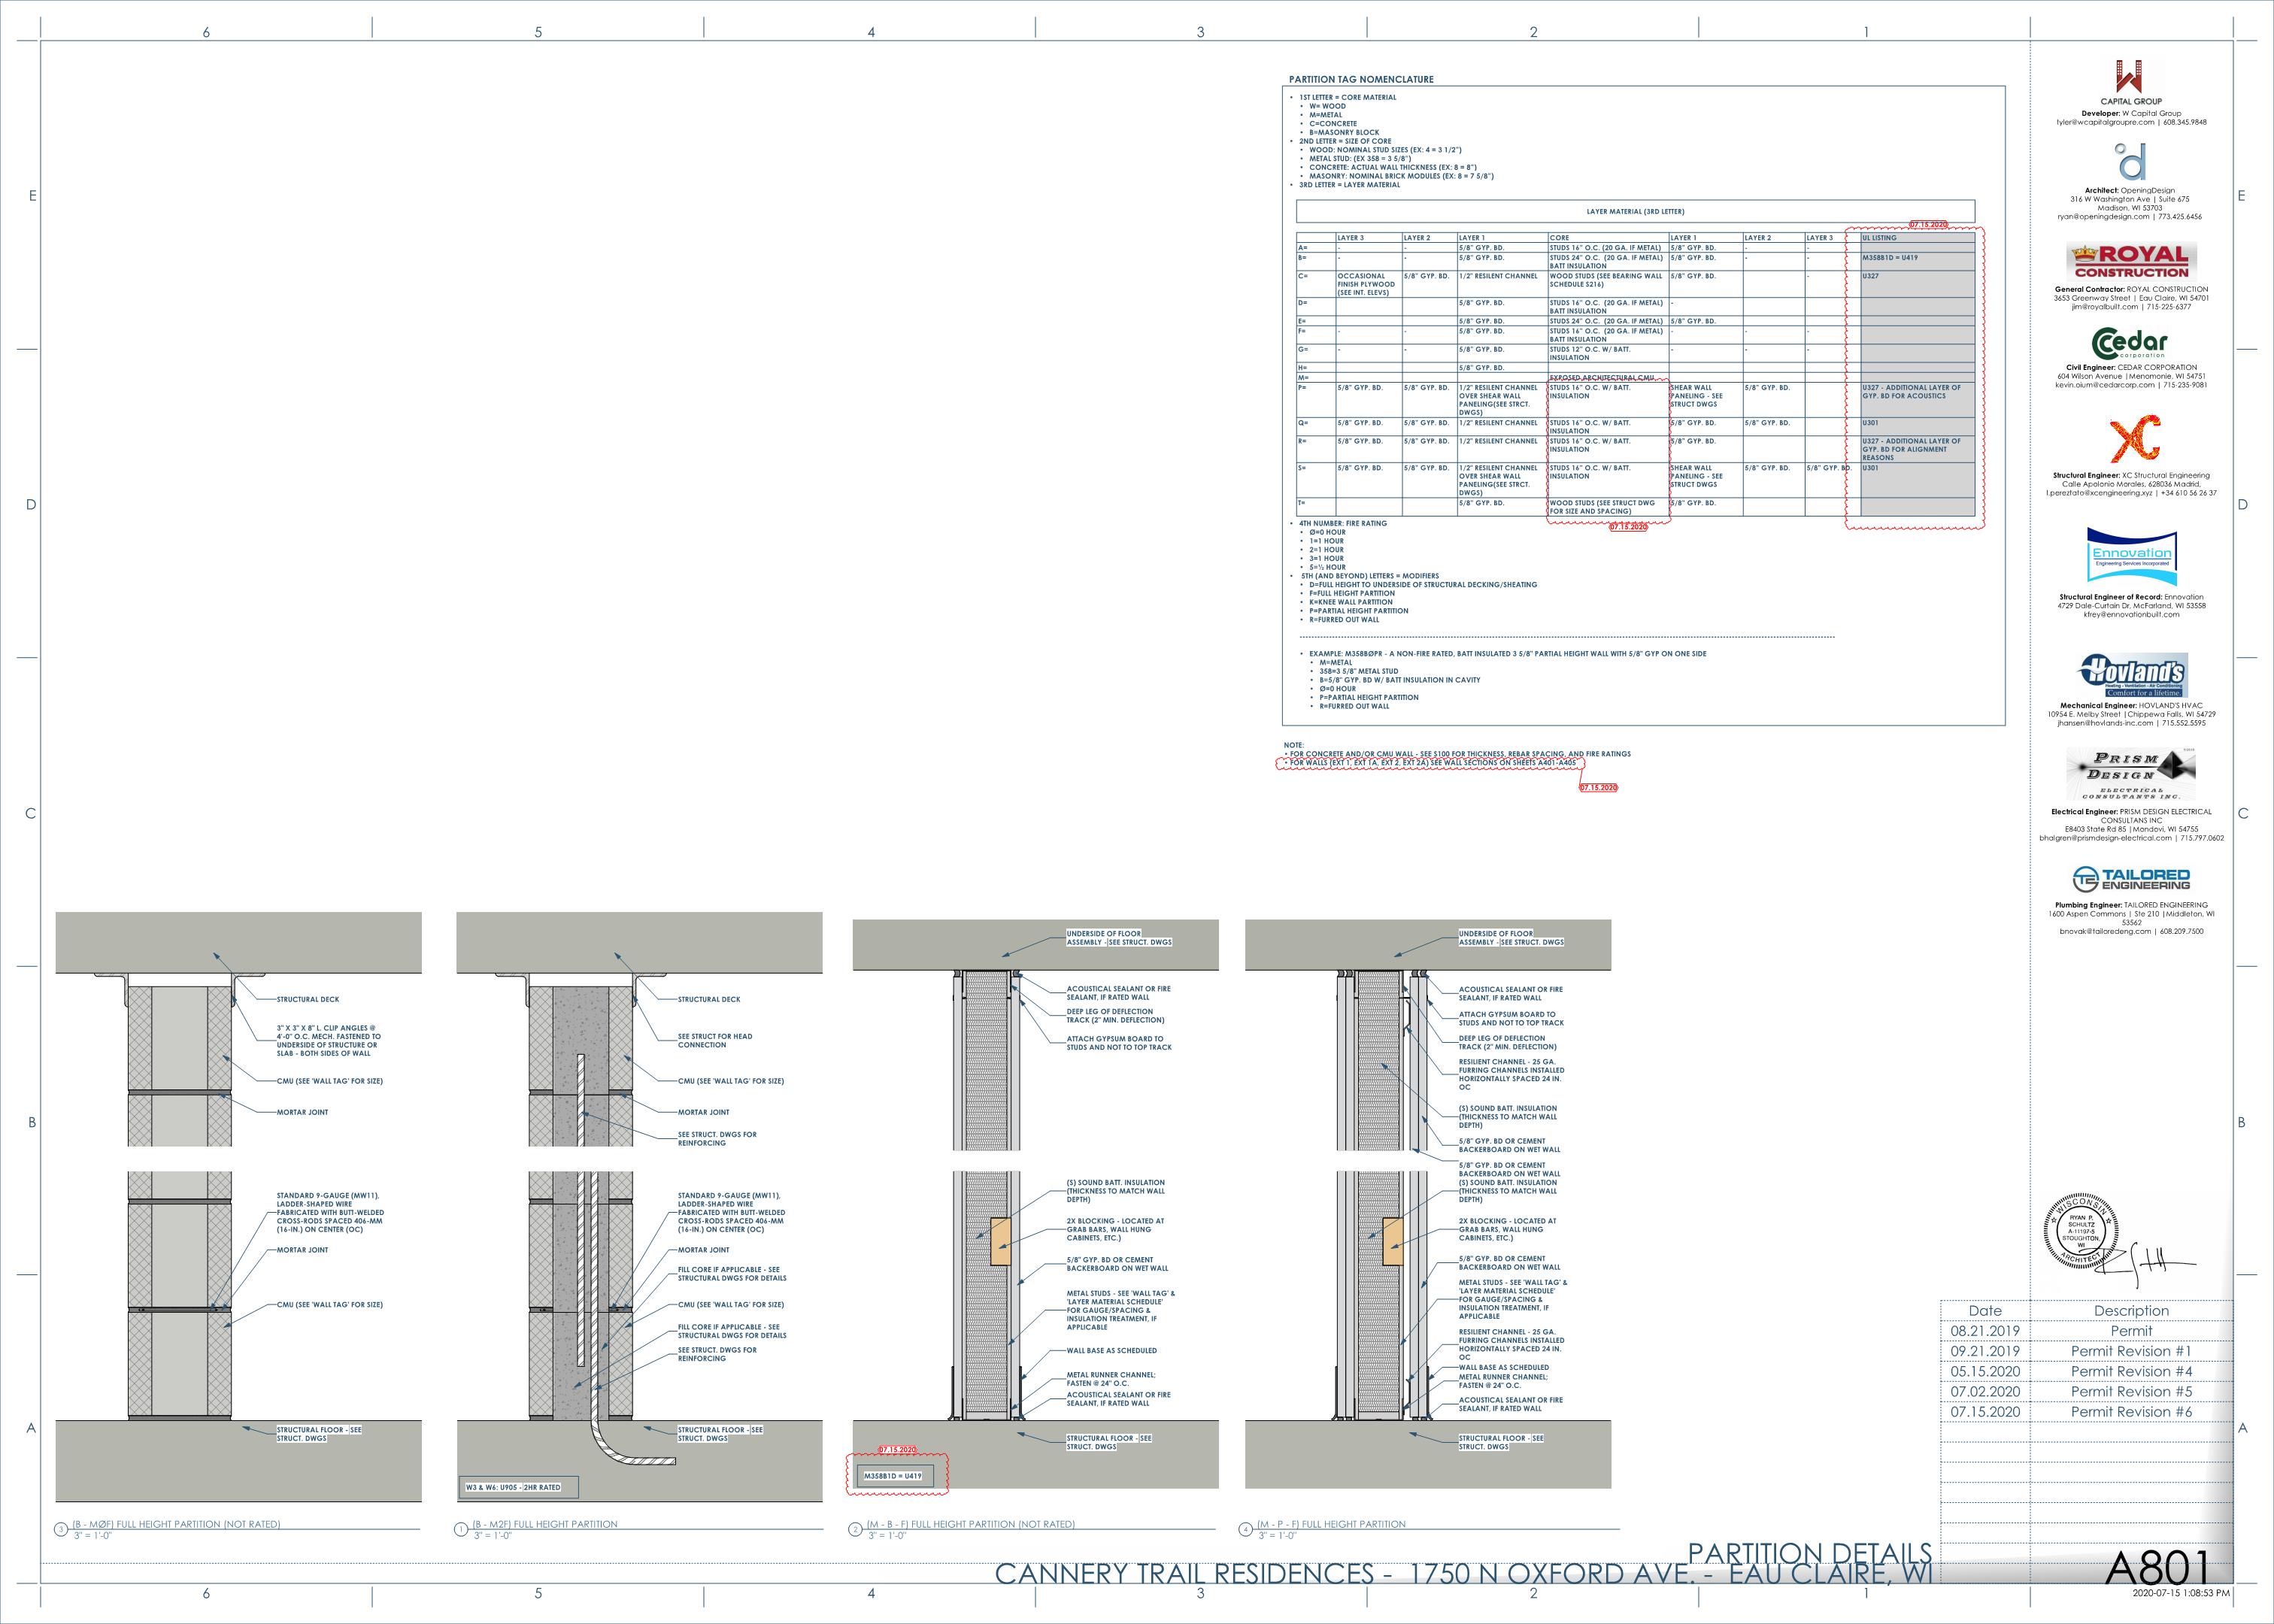 6
5
4
3
2
1
E
D
C
B
A
E
D
C
B
A
PARTITION TAG NOMENCLATURE
• 1ST LETTER = CORE MATERIAL
• W= WOOD
• M=METAL
• C=CONCRETE
• B=MASONRY BLOCK
• 2ND LETTER = SIZE OF CORE
• WOOD: NOMINAL STUD SIZES (EX: 4 = 3 1/2")
• METAL STUD: (EX 358 = 3 5/8")
• CONCRETE: ACTUAL WALL THICKNESS (EX: 8 = 8")
• MASONRY: NOMINAL BRICK MODULES (EX: 8 = 7 5/8")
• 3RD LETTER = LAYER MATERIAL
LAYER MATERIAL (3RD LETTER)
07.15.2020
LAYER 3 LAYER 2 LAYER 1 CORE LAYER 1 LAYER 2 LAYER 3 UL LISTING
A= - - 5/8" GYP. BD. STUDS 16" O.C. (20 GA. IF METAL) 5/8" GYP. BD. - -
B= - - 5/8" GYP. BD. STUDS 24" O.C. (20 GA. IF METAL) 5/8" GYP. BD. - - M358B1D = U419
BATT INSULATION
C= OCCASIONAL 5/8" GYP. BD. 1/2" RESILENT CHANNEL WOOD STUDS (SEE BEARING WALL 5/8" GYP. BD. - U327
FINISH PLYWOOD SCHEDULE S216)
(SEE INT. ELEVS)
D= 5/8" GYP. BD. STUDS 16" O.C. (20 GA. IF METAL) -
BATT INSULATION
E= 5/8" GYP. BD. STUDS 24" O.C. (20 GA. IF METAL) 5/8" GYP. BD.
F= - - 5/8" GYP. BD. STUDS 16" O.C. (20 GA. IF METAL) - - -
BATT INSULATION
G= - - 5/8" GYP. BD. STUDS 12" O.C. W/ BATT. - - -
INSULATION
H= 5/8" GYP. BD.
M= EXPOSED ARCHITECTURAL CMU
P= 5/8" GYP. BD. 5/8" GYP. BD. 1/2" RESILENT CHANNEL STUDS 16" O.C. W/ BATT. SHEAR WALL 5/8" GYP. BD. U327 - ADDITIONAL LAYER OF
OVER SHEAR WALL INSULATION PANELING - SEE GYP. BD FOR ACOUSTICS
PANELING(SEE STRCT. STRUCT DWGS
DWGS)
Q= 5/8" GYP. BD. 5/8" GYP. BD. 1/2" RESILENT CHANNEL STUDS 16" O.C. W/ BATT. 5/8" GYP. BD. 5/8" GYP. BD. U301
INSULATION
R= 5/8" GYP. BD. 5/8" GYP. BD. 1/2" RESILENT CHANNEL STUDS 16" O.C. W/ BATT. 5/8" GYP. BD. U327 - ADDITIONAL LAYER OF
INSULATION GYP. BD FOR ALIGNMENT
REASONS
S= 5/8" GYP. BD. 5/8" GYP. BD. 1/2" RESILENT CHANNEL STUDS 16" O.C. W/ BATT. SHEAR WALL 5/8" GYP. BD. 5/8" GYP. BD. U301
OVER SHEAR WALL INSULATION PANELING - SEE
PANELING(SEE STRCT. STRUCT DWGS
DWGS)
T= 5/8" GYP. BD. WOOD STUDS (SEE STRUCT DWG 5/8" GYP. BD.
FOR SIZE AND SPACING)
07.15.2020
• 4TH NUMBER: FIRE RATING
• Ø=0 HOUR
• 1=1 HOUR
• 2=1 HOUR
• 3=1 HOUR
• 5=½ HOUR
• 5TH (AND BEYOND) LETTERS = MODIFIERS
• D=FULL HEIGHT TO UNDERSIDE OF STRUCTURAL DECKING/SHEATING
• F=FULL HEIGHT PARTITION
• K=KNEE WALL PARTITION
• P=PARTIAL HEIGHT PARTITION
• R=FURRED OUT WALL
• EXAMPLE: M358BØPR - A NON-FIRE RATED, BATT INSULATED 3 5/8" PARTIAL HEIGHT WALL WITH 5/8" GYP ON ONE SIDE
• M=METAL
• 358=3 5/8" METAL STUD
• B=5/8" GYP. BD W/ BATT INSULATION IN CAVITY
• Ø=0 HOUR
• P=PARTIAL HEIGHT PARTITION
• R=FURRED OUT WALL
NOTE:
• FOR CONCRETE AND/OR CMU WALL - SEE S100 FOR THICKNESS, REBAR SPACING, AND FIRE RATINGS
• FOR WALLS (EXT 1, EXT 1A, EXT 2, EXT 2A) SEE WALL SECTIONS ON SHEETS A401-A405
07.15.2020
STRUCTURAL DECK
3" X 3" X 8" L. CLIP ANGLES @
4'-0" O.C. MECH. FASTENED TO
UNDERSIDE OF STRUCTURE OR
SLAB - BOTH SIDES OF WALL
CMU (SEE 'WALL TAG' FOR SIZE)
MORTAR JOINT
STANDARD 9-GAUGE (MW11),
LADDER-SHAPED WIRE
FABRICATED WITH BUTT-WELDED
CROSS-RODS SPACED 406-MM
(16-IN.) ON CENTER (OC)
MORTAR JOINT
CMU (SEE 'WALL TAG' FOR SIZE)
STRUCTURAL FLOOR - SEE
STRUCT. DWGS
3 (B - MØF) FULL HEIGHT PARTITION (NOT RATED)
3" = 1'-0"
STRUCTURAL DECK
SEE STRUCT FOR HEAD
CONNECTION
CMU (SEE 'WALL TAG' FOR SIZE)
MORTAR JOINT
SEE STRUCT. DWGS FOR
REINFORCING
STANDARD 9-GAUGE (MW11),
LADDER-SHAPED WIRE
FABRICATED WITH BUTT-WELDED
CROSS-RODS SPACED 406-MM
(16-IN.) ON CENTER (OC)
MORTAR JOINT
FILL CORE IF APPLICABLE - SEE
STRUCTURAL DWGS FOR DETAILS
CMU (SEE 'WALL TAG' FOR SIZE)
FILL CORE IF APPLICABLE - SEE
STRUCTURAL DWGS FOR DETAILS
SEE STRUCT. DWGS FOR
REINFORCING
STRUCTURAL FLOOR - SEE
STRUCT. DWGS
W3 & W6: U905 - 2HR RATED
1 (B - M2F) FULL HEIGHT PARTITION
3" = 1'-0"
UNDERSIDE OF FLOOR
ASSEMBLY - SEE STRUCT. DWGS
ACOUSTICAL SEALANT OR FIRE
SEALANT, IF RATED WALL
DEEP LEG OF DEFLECTION
TRACK (2" MIN. DEFLECTION)
ATTACH GYPSUM BOARD TO
STUDS AND NOT TO TOP TRACK
(S) SOUND BATT. INSULATION
(THICKNESS TO MATCH WALL
DEPTH)
2X BLOCKING - LOCATED AT
GRAB BARS, WALL HUNG
CABINETS, ETC.)
5/8" GYP. BD OR CEMENT
BACKERBOARD ON WET WALL
METAL STUDS - SEE 'WALL TAG' &
'LAYER MATERIAL SCHEDULE'
FOR GAUGE/SPACING &
INSULATION TREATMENT, IF
APPLICABLE
WALL BASE AS SCHEDULED
METAL RUNNER CHANNEL;
FASTEN @ 24" O.C.
ACOUSTICAL SEALANT OR FIRE
SEALANT, IF RATED WALL
STRUCTURAL FLOOR - SEE
STRUCT. DWGS
07.15.2020
M358B1D = U419
2 (M - B - F) FULL HEIGHT PARTITION (NOT RATED)
3" = 1'-0"
UNDERSIDE OF FLOOR
ASSEMBLY - SEE STRUCT. DWGS
ACOUSTICAL SEALANT OR FIRE
SEALANT, IF RATED WALL
ATTACH GYPSUM BOARD TO
STUDS AND NOT TO TOP TRACK
DEEP LEG OF DEFLECTION
TRACK (2" MIN. DEFLECTION)
RESILIENT CHANNEL - 25 GA.
FURRING CHANNELS INSTALLED
HORIZONTALLY SPACED 24 IN.
OC
(S) SOUND BATT. INSULATION
(THICKNESS TO MATCH WALL
DEPTH)
5/8" GYP. BD OR CEMENT
BACKERBOARD ON WET WALL
5/8" GYP. BD OR CEMENT
BACKERBOARD ON WET WALL
(S) SOUND BATT. INSULATION
(THICKNESS TO MATCH WALL
DEPTH)
2X BLOCKING - LOCATED AT
GRAB BARS, WALL HUNG
CABINETS, ETC.)
5/8" GYP. BD OR CEMENT
BACKERBOARD ON WET WALL
METAL STUDS - SEE 'WALL TAG' &
'LAYER MATERIAL SCHEDULE'
FOR GAUGE/SPACING &
INSULATION TREATMENT, IF
APPLICABLE
RESILIENT CHANNEL - 25 GA.
FURRING CHANNELS INSTALLED
HORIZONTALLY SPACED 24 IN.
OC
WALL BASE AS SCHEDULED
METAL RUNNER CHANNEL;
FASTEN @ 24" O.C.
ACOUSTICAL SEALANT OR FIRE
SEALANT, IF RATED WALL
STRUCTURAL FLOOR - SEE
STRUCT. DWGS
4 (M - P - F) FULL HEIGHT PARTITION
3" = 1'-0"
CAPITAL GROUP
Developer: W Capital Group
tyler@wcapitalgroupre.com | 608.345.9848
Architect: OpeningDesign
316 W Washington Ave | Suite 675
Madison, WI 53703
ryan@openingdesign.com | 773.425.6456
ROYAL
CONSTRUCTION
General Contractor: ROYAL CONSTRUCTION
3653 Greenway Street | Eau Claire, WI 54701
jim@royalbuilt.com | 715-225-6377
Cedar
corporation
Civil Engineer: CEDAR CORPORATION
604 Wilson Avenue |Menomonie, WI 54751
kevin.oium@cedarcorp.com | 715-235-9081
XC
Structural Engineer: XC Structural Engineering
Calle Apolonio Morales, 628036 Madrid,
l.pereztato@xcengineering.xyz | +34 610 56 26 37
Ennovation
Engineering Services Incorporated
Structural Engineer of Record: Ennovation
4729 Dale-Curtain Dr, McFarland, WI 53558
kfrey@ennovationbuilt.com
Hovland's
Heating - Ventilation - Air Conditioning
Comfort for a lifetime.
Mechanical Engineer: HOVLAND'S HVAC
10954 E. Melby Street |Chippewa Falls, WI 54729
jhansen@hovlands-inc.com | 715.552.5595
PRISM
DESIGN
ELECTRICAL
CONSULTANTS INC.
Electrical Engineer: PRISM DESIGN ELECTRICAL
CONSULTANS INC
E8403 State Rd 85 |Mondovi, WI 54755
bhalgren@prismdesign-electrical.com | 715.797.0602
TAILORED
ENGINEERING
Plumbing Engineer: TAILORED ENGINEERING
1600 Aspen Commons | Ste 210 |Middleton, WI
53562
bnovak@tailoredeng.com | 608.209.7500
WISCONSIN
RYAN P.
SCHULTZ
A-11197-5
STOUGHTON,
WI
ARCHITECT
Date Description
08.21.2019 Permit
09.21.2019 Permit Revision #1
05.15.2020 Permit Revision #4
07.02.2020 Permit Revision #5
07.15.2020 Permit Revision #6
PARTITION DETAILS
CANNERY TRAIL RESIDENCES - 1750 N OXFORD AVE. - EAU CLAIRE, WI
A801
2020-07-15 1:08:53 PM
6
5
4
3
2
1